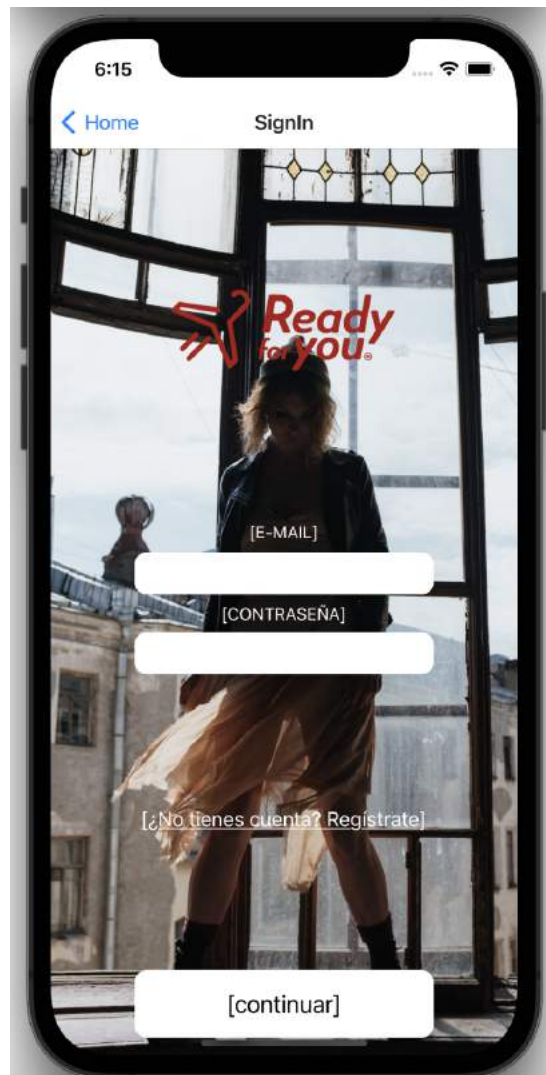 6:15
Home
SignIn
Ready
for you®
[E-MAIL]
[CONTRASEÑA]
[¿No tienes cuenta? Regístrate]
[continuar]